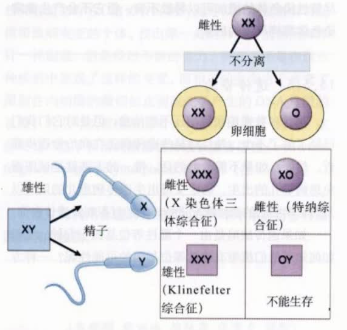 雌性
XX
不分离
XX
O
卵细胞
雄性
XY
精子
X
Y
XXX
雌性
(X 染色体三
体综合征)
XO
雌性（特纳综
合征）
XXY
雄性
(Klinefelter
综合征)
OY
不能生存